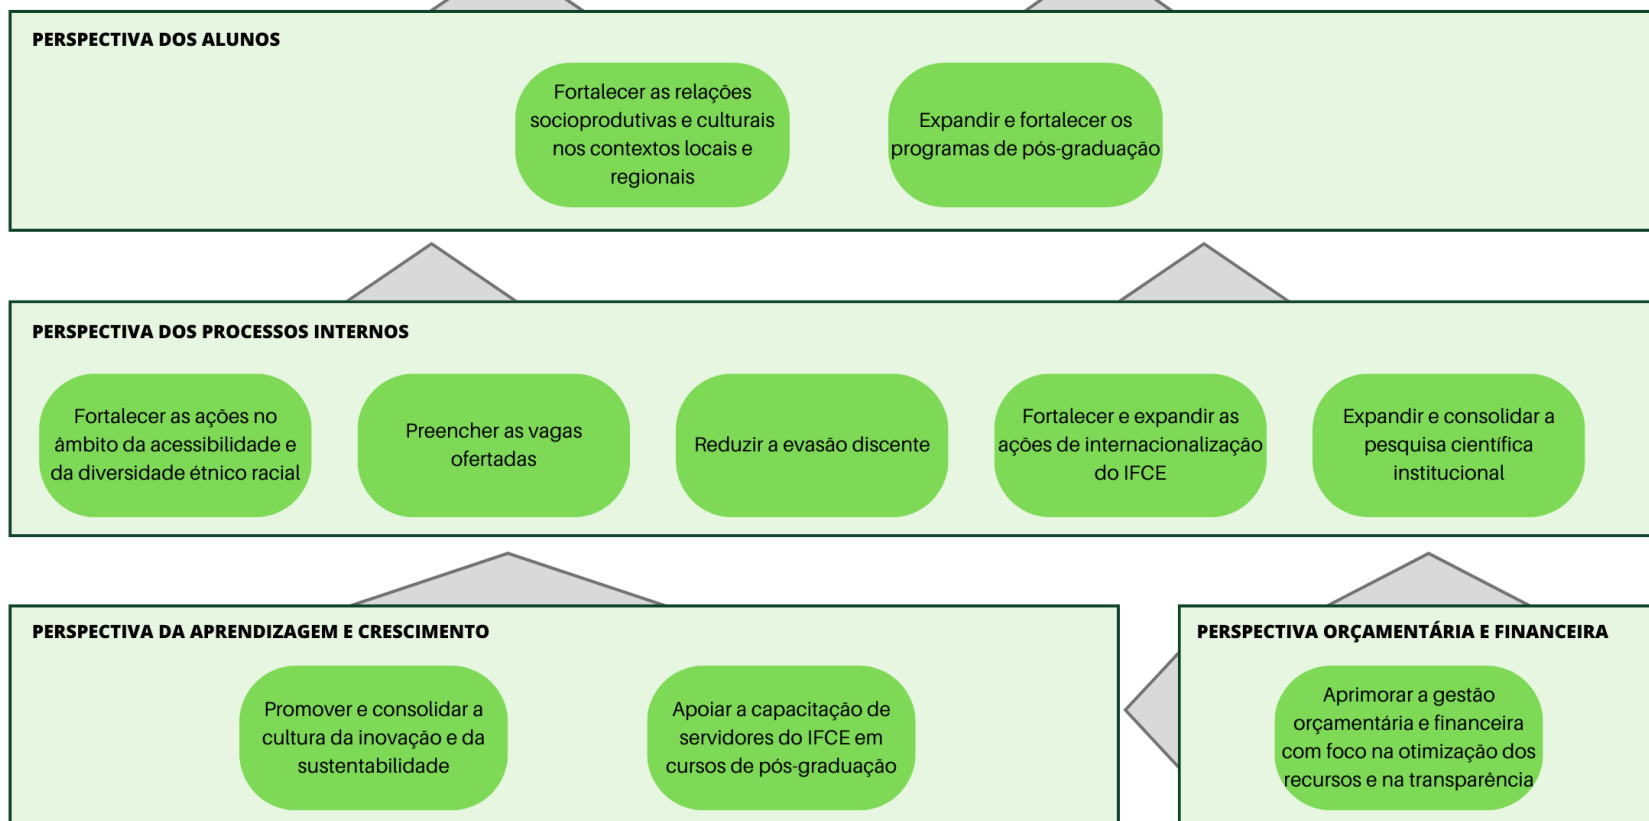 PERSPECTIVA DOS ALUNOS
Fortalecer as relações
socioprodutivas e culturais
nos contextos locais e
regionais
Expandir e fortalecer os
programas de pós-graduação
PERSPECTIVA DOS PROCESSOS INTERNOS
Fortalecer as ações no
âmbito da acessibilidade e
da diversidade étnico racial
Preencher as vagas
ofertadas
Reduzir a evasão discente
Fortalecer e expandir as
ações de internacionalização
do IFCE
Expandir e consolidar a
pesquisa científica
institucional
PERSPECTIVA DA APRENDIZAGEM E CRESCIMENTO
Promover e consolidar a
cultura da inovação e da
sustentabilidade
Apoiar a capacitação de
servidores do IFCE em
cursos de pós-graduação
PERSPECTIVA ORÇAMENTÁRIA E FINANCEIRA
Aprimorar a gestão
orçamentária e financeira
com foco na otimização dos
recursos e na transparência